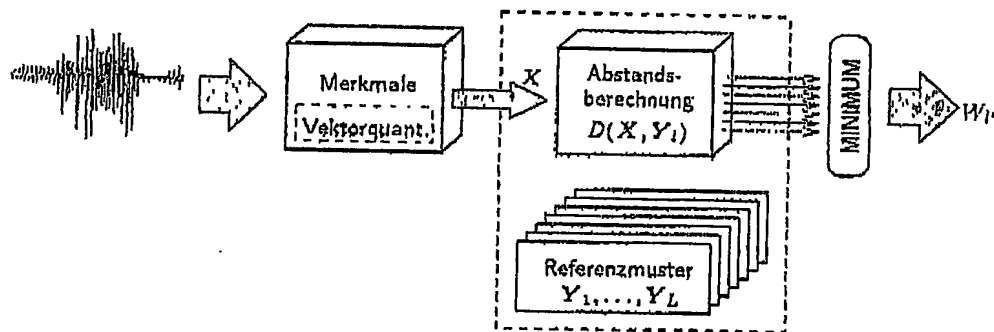 Merkmale
Vektorquant.
X
Abstands-
berechnung
D(X, Y_l)
MINIMUM
W_l*
Referenzmuster
Y_1, ..., Y_L